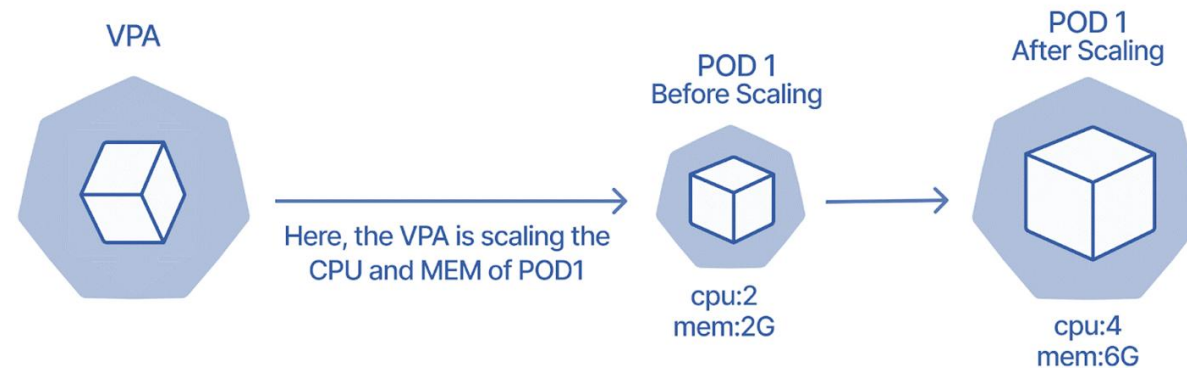 VPA
Here, the VPA is scaling the
CPU and MEM of POD1
POD 1
Before Scaling
cpu:2
mem:2G
POD 1
After Scaling
cpu:4
mem:6G